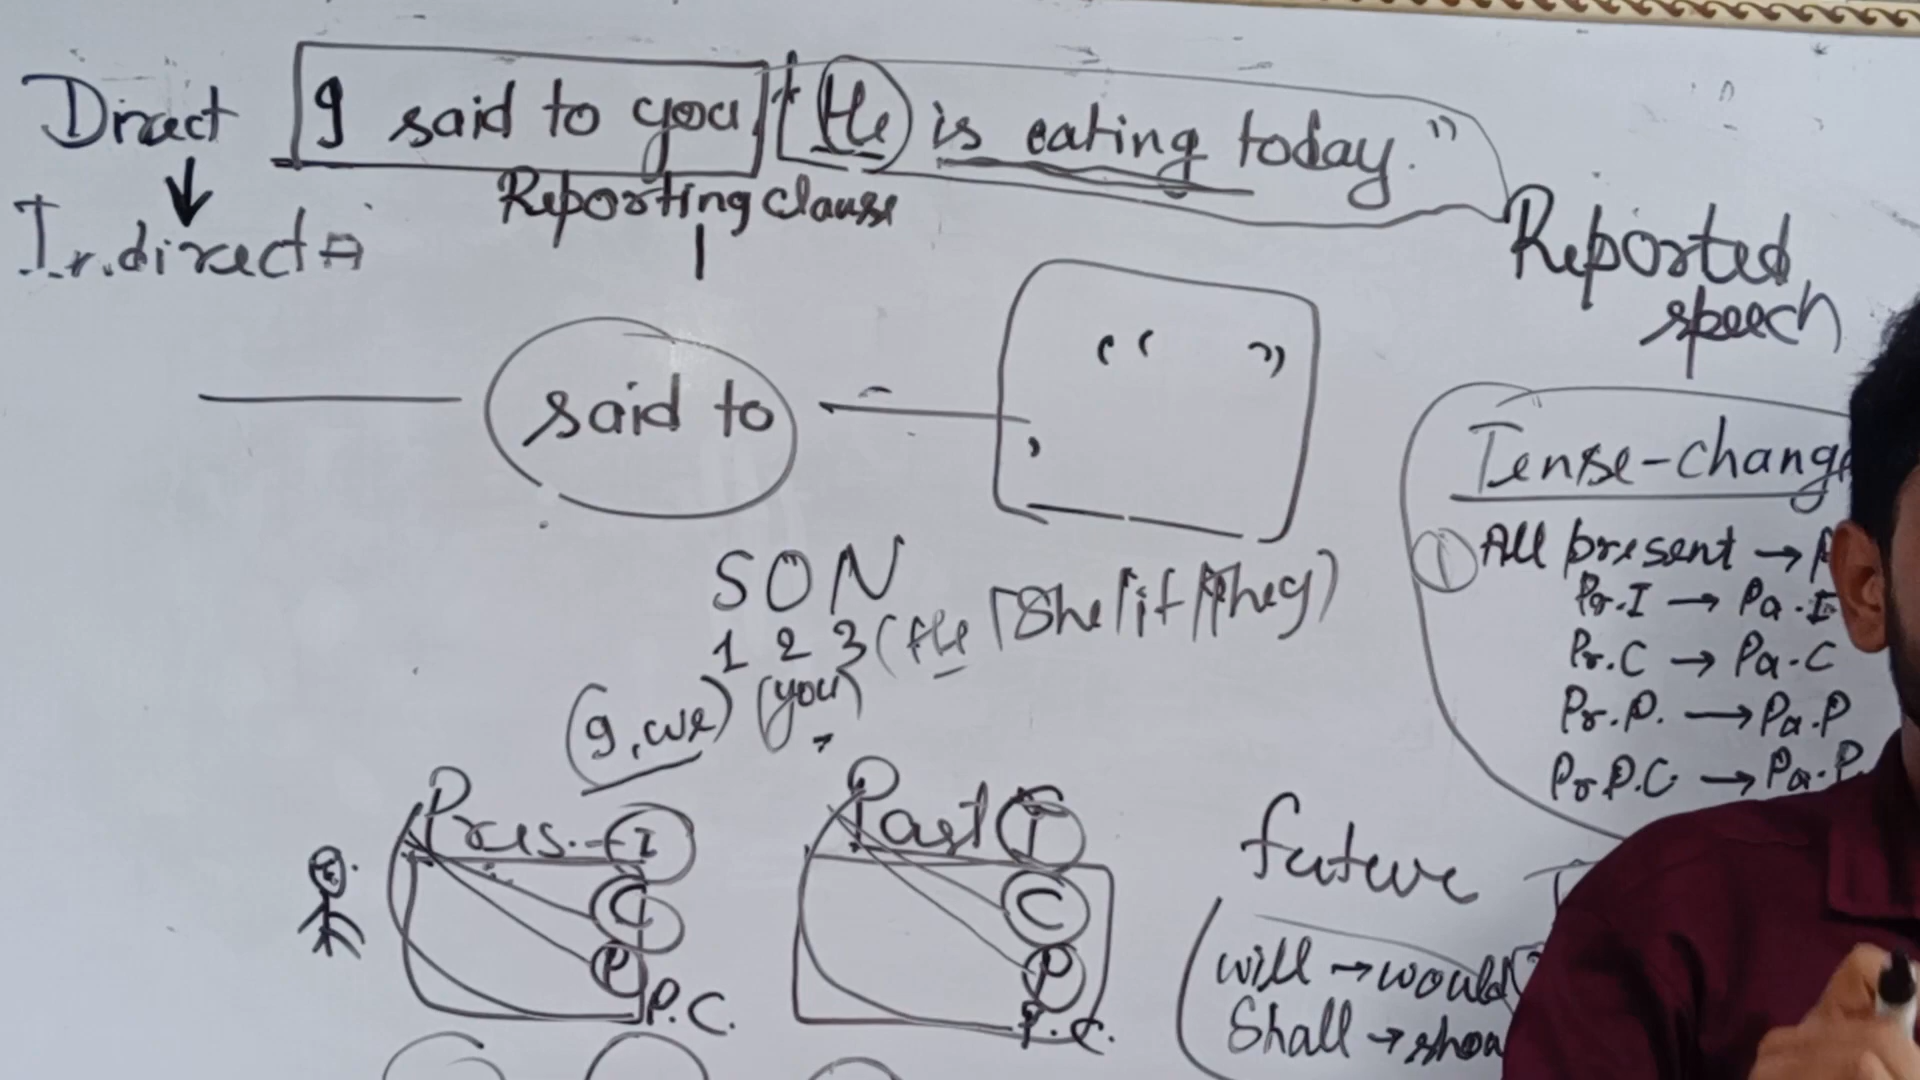 Direct I said to you, "He is eating today."
Reporting clause
1
Indirect
Reported
speech
said to , “ ”
Tense-change
① All present →
Pr.I → Pa.I
Pr.C → Pa.C
Pr.P. → Pa.P
Pr.P.C → Pa.P
S O N
1 2 3 (He / She / it / they)
(I, we) (you)
Pres. I
C
P
P.C.
Past I
C
P
P.C.
future
will → would
Shall →